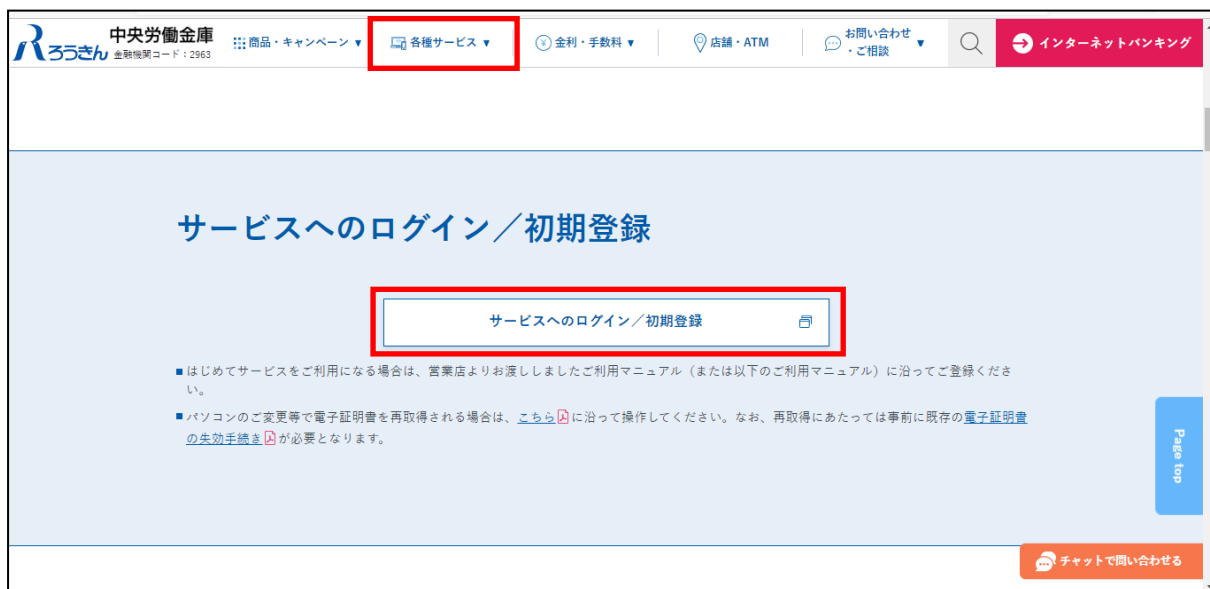 ろうきん
中央労働金庫
金融機関コード:2963
商品・キャンペーン ▼
各種サービス ▼
金利・手数料 ▼
店舗・ATM
お問い合わせ
・ご相談 ▼
インターネットバンキング
サービスへのログイン/初期登録
サービスへのログイン/初期登録
■はじめてサービスをご利用になる場合は、営業店よりお渡ししましたご利用マニュアル(または以下のご利用マニュアル)に沿ってご登録くださ
い。
■パソコンのご変更等で電子証明書を再取得される場合は、こちらに沿って操作してください。なお、再取得にあたっては事前に既存の電子証明書
の失効手続きが必要となります。
Page top
チャットで問い合わせる